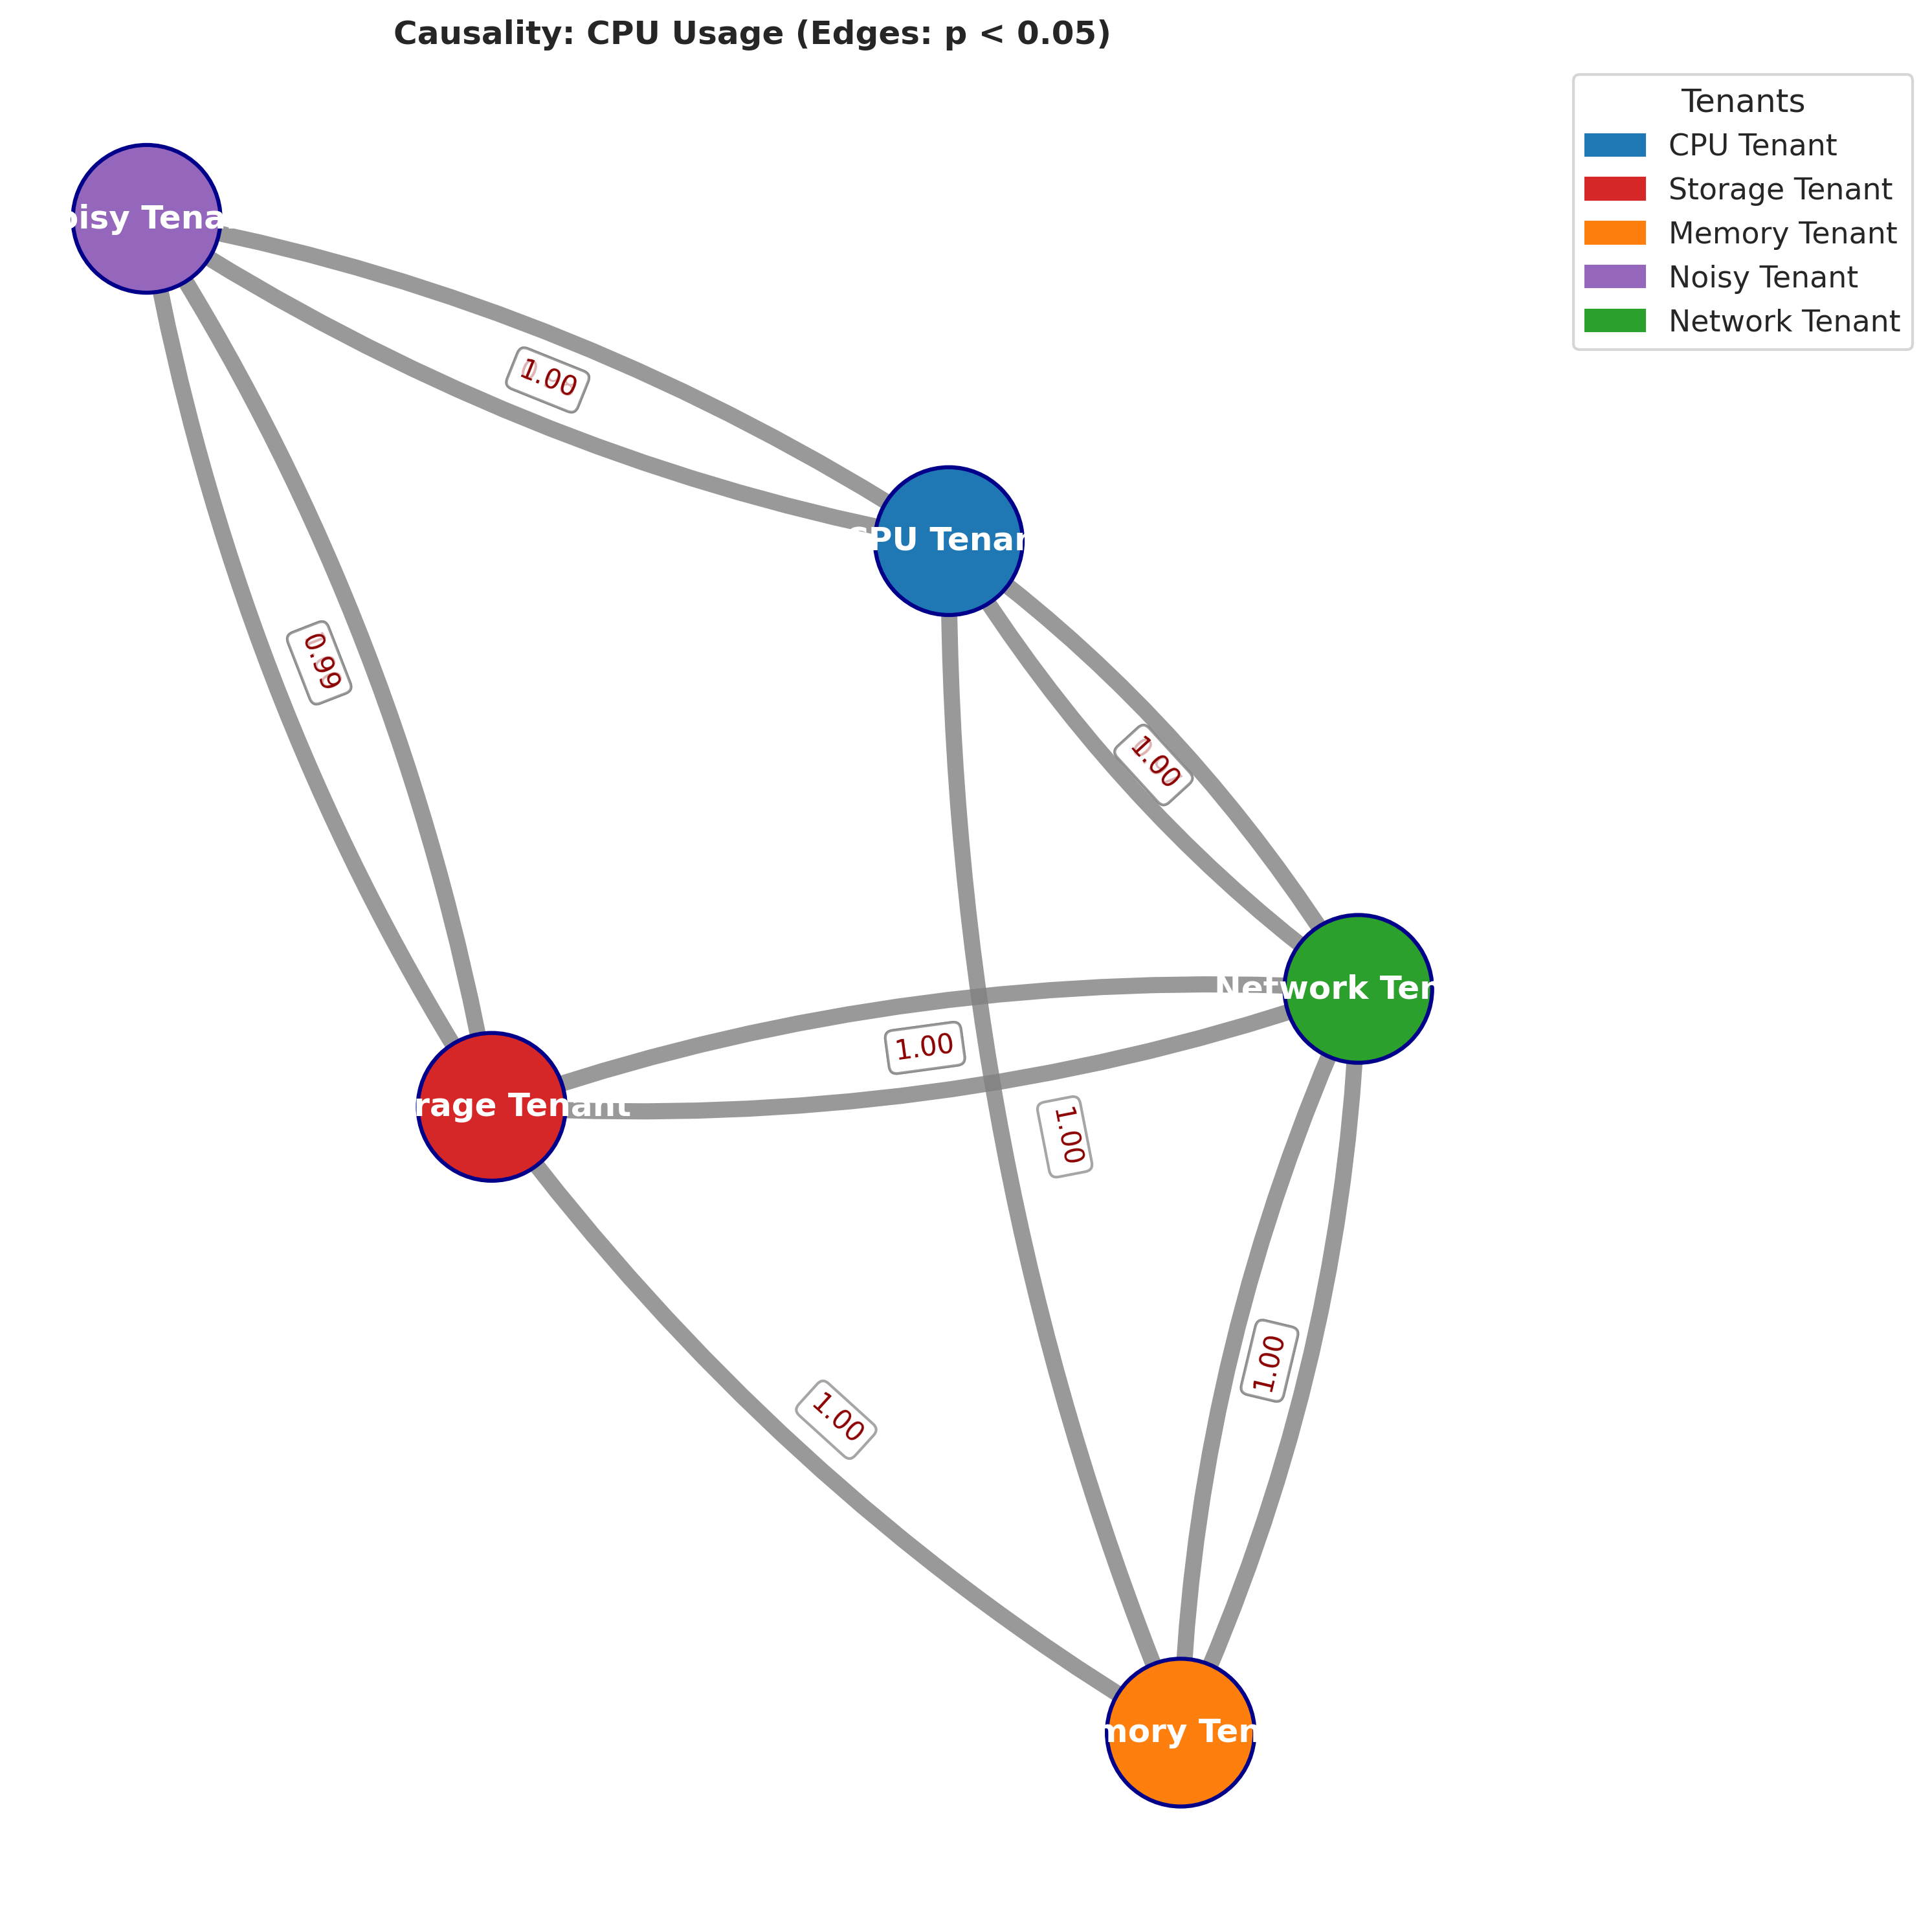 Causality: CPU Usage (Edges: p < 0.05)
Tenants
CPU Tenant
Storage Tenant
Memory Tenant
Noisy Tenant
Network Tenant
oisy Tena
1.00
CPU Tenan
0.99
1.00
Network Ten
1.00
rage Tenant
1.00
1.00
1.00
mory Ten